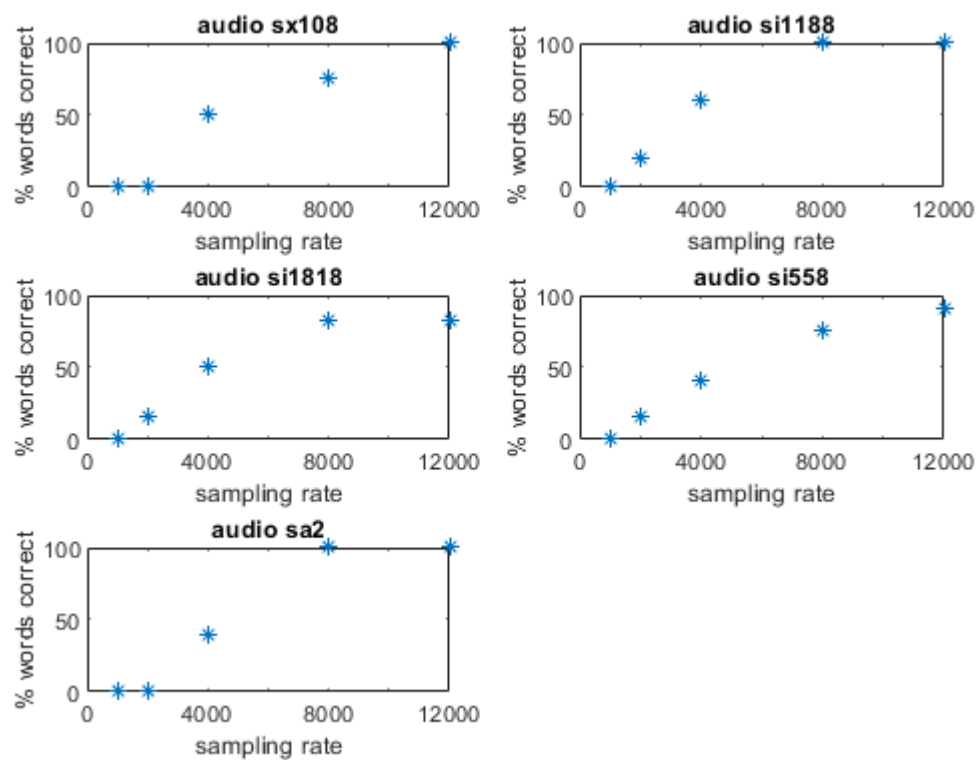 audio sx108
% words correct
100
50
0
0 4000 8000 12000
sampling rate
audio si1188
% words correct
100
50
0
0 4000 8000 12000
sampling rate
audio si1818
% words correct
100
50
0
0 4000 8000 12000
sampling rate
audio si558
% words correct
100
50
0
0 4000 8000 12000
sampling rate
audio sa2
% words correct
100
50
0
0 4000 8000 12000
sampling rate